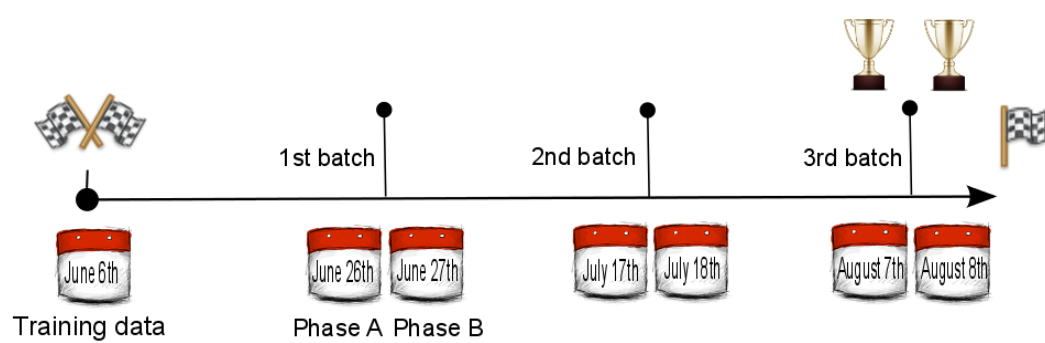 1st batch
2nd batch
3rd batch
June 6th
June 26th
June 27th
July 17th
July 18th
August 7th
August 8th
Training data
Phase A
Phase B